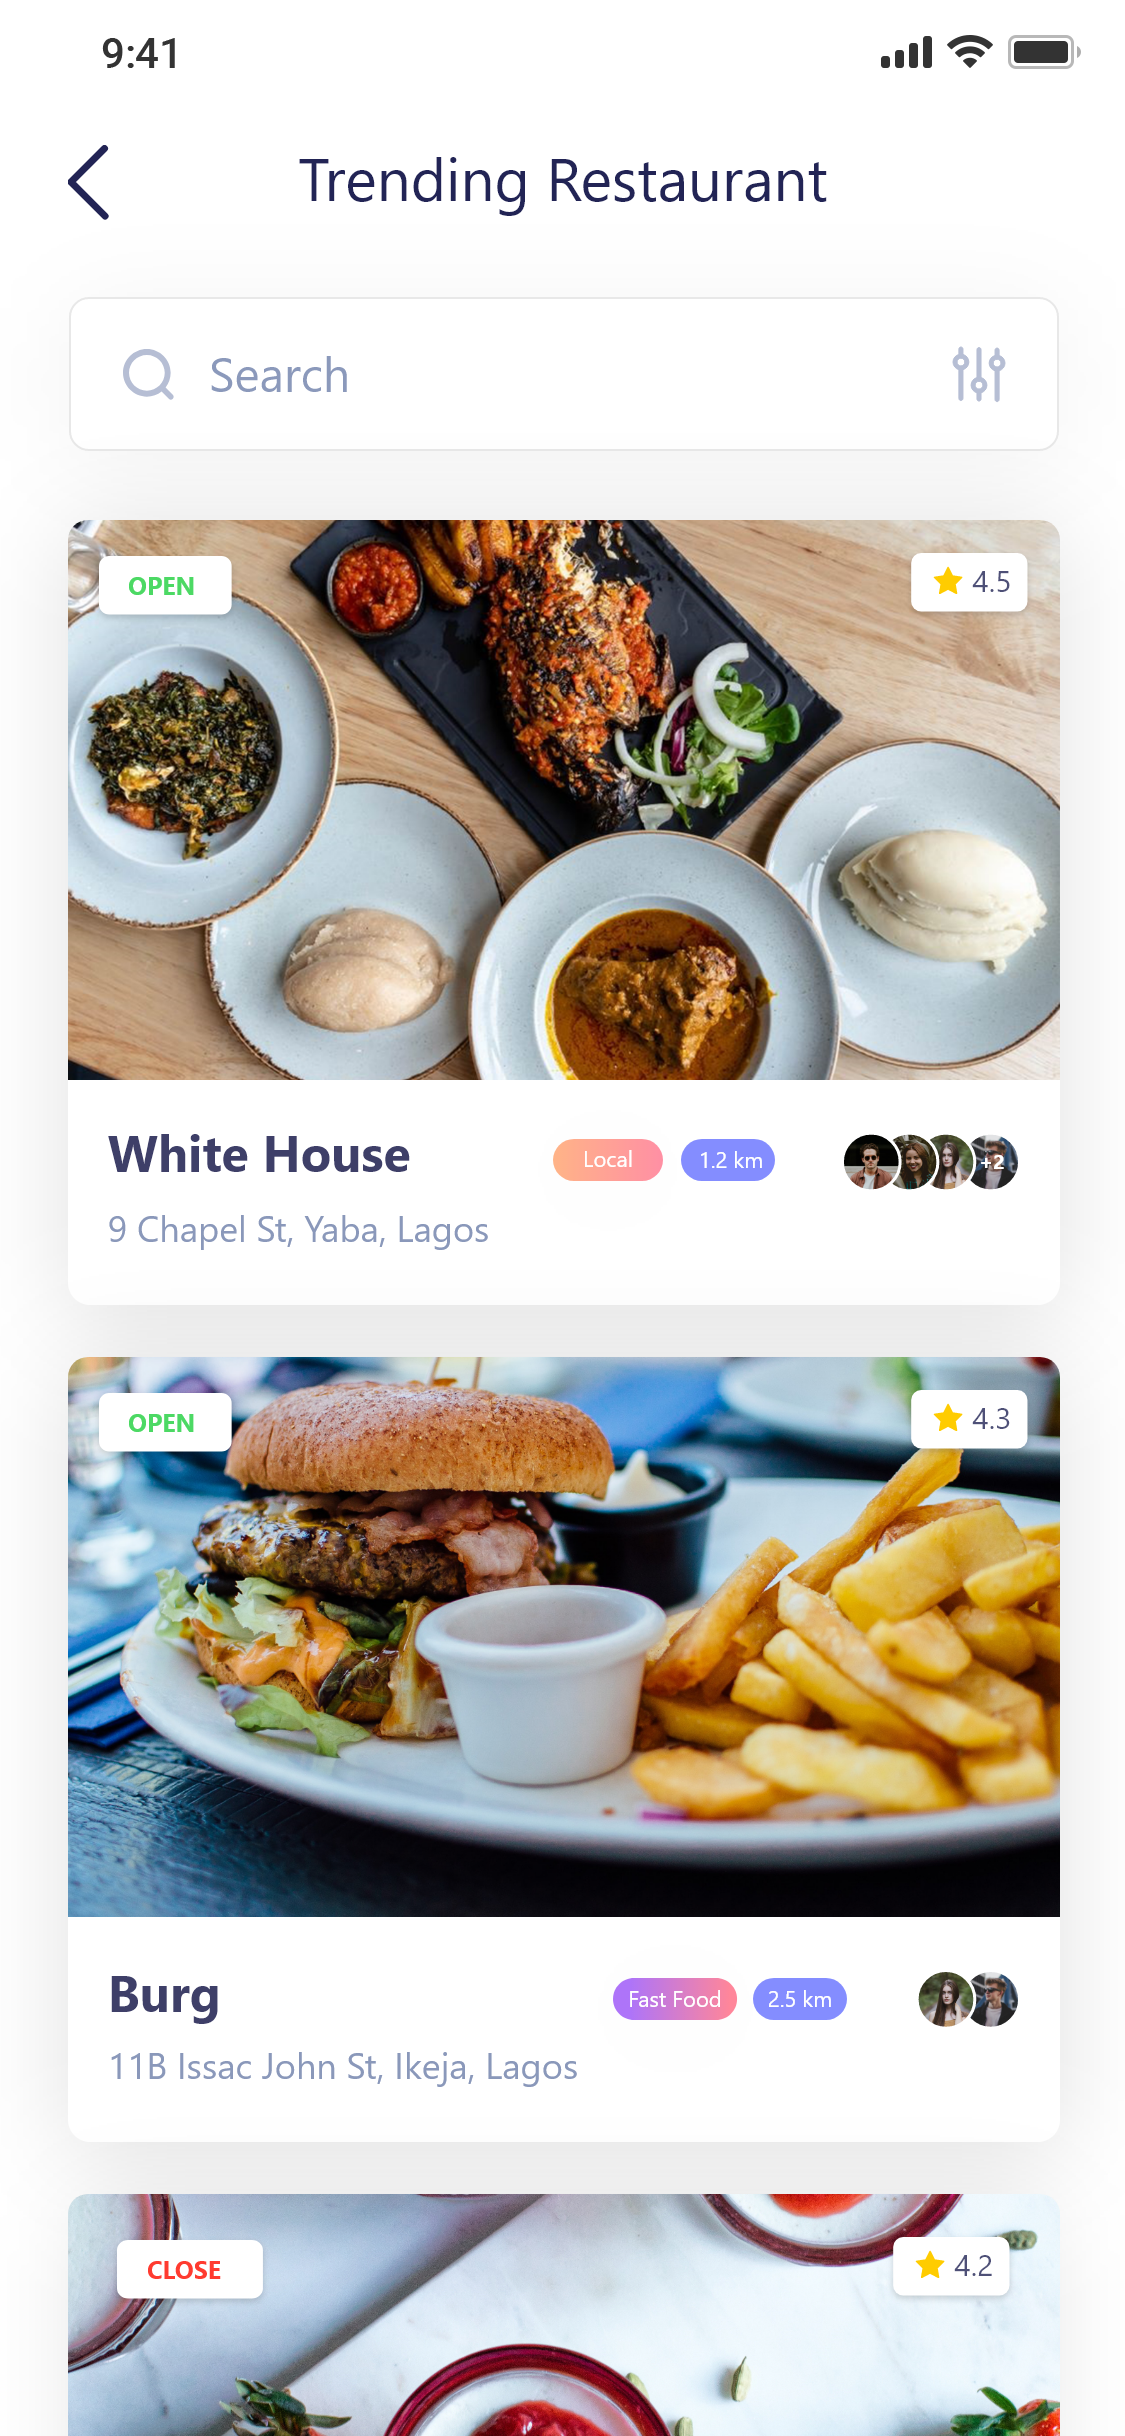 9:41
Trending Restaurant
Search
OPEN
4.5
White House
Local
1.2 km
+2
9 Chapel St, Yaba, Lagos
OPEN
4.3
Burg
Fast Food
2.5 km
11B Issac John St, Ikeja, Lagos
CLOSE
4.2